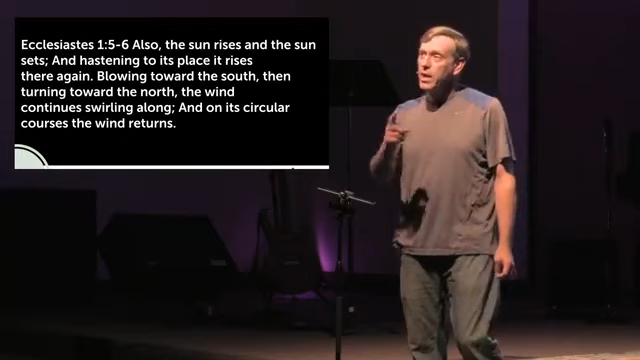 Ecclesiastes 1:5-6 Also, the sun rises and the sun
sets; And hastening to its place it rises
there again. Blowing toward the south, then
turning toward the north, the wind
continues swirling along; And on its circular
courses the wind returns.